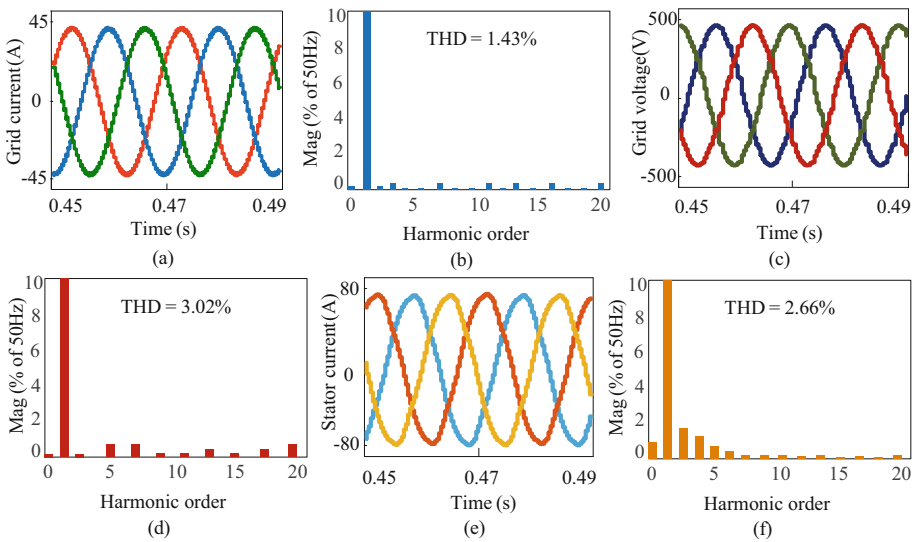 45
0
-45
Grid current(A)
0.45
0.47
0.49
Time (s)
(a)
10
8
6
4
2
0
Mag (% of 50Hz)
THD = 1.43%
0
5
10
15
20
Harmonic order
(b)
500
0
-500
Grid voltage(V)
0.45
0.47
0.49
Time (s)
(c)
10
8
6
4
2
0
Mag (% of 50Hz)
THD = 3.02%
0
5
10
15
20
Harmonic order
(d)
80
0
-80
Stator current (A)
0.45
0.47
0.49
Time (s)
(e)
10
8
6
4
2
0
Mag (% of 50Hz)
THD = 2.66%
0
5
10
15
20
Harmonic order
(f)